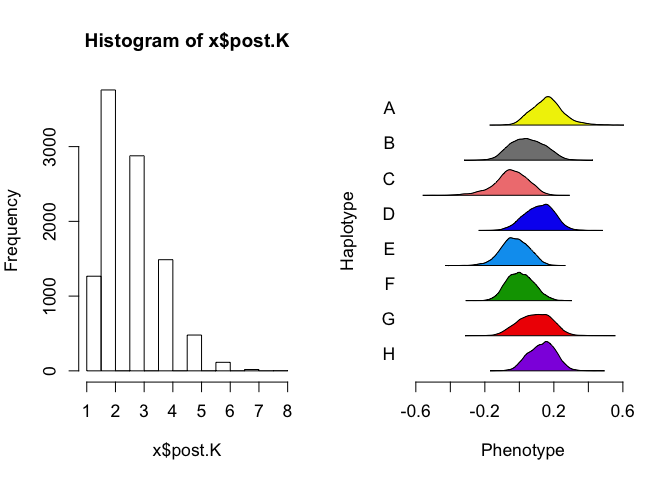 Histogram of x$post.K
Frequency
0
1000
2000
3000
1 2 3 4 5 6 7 8
x$post.K
Haplotype
A
B
C
D
E
F
G
H
-0.6 -0.2 0.2 0.6
Phenotype